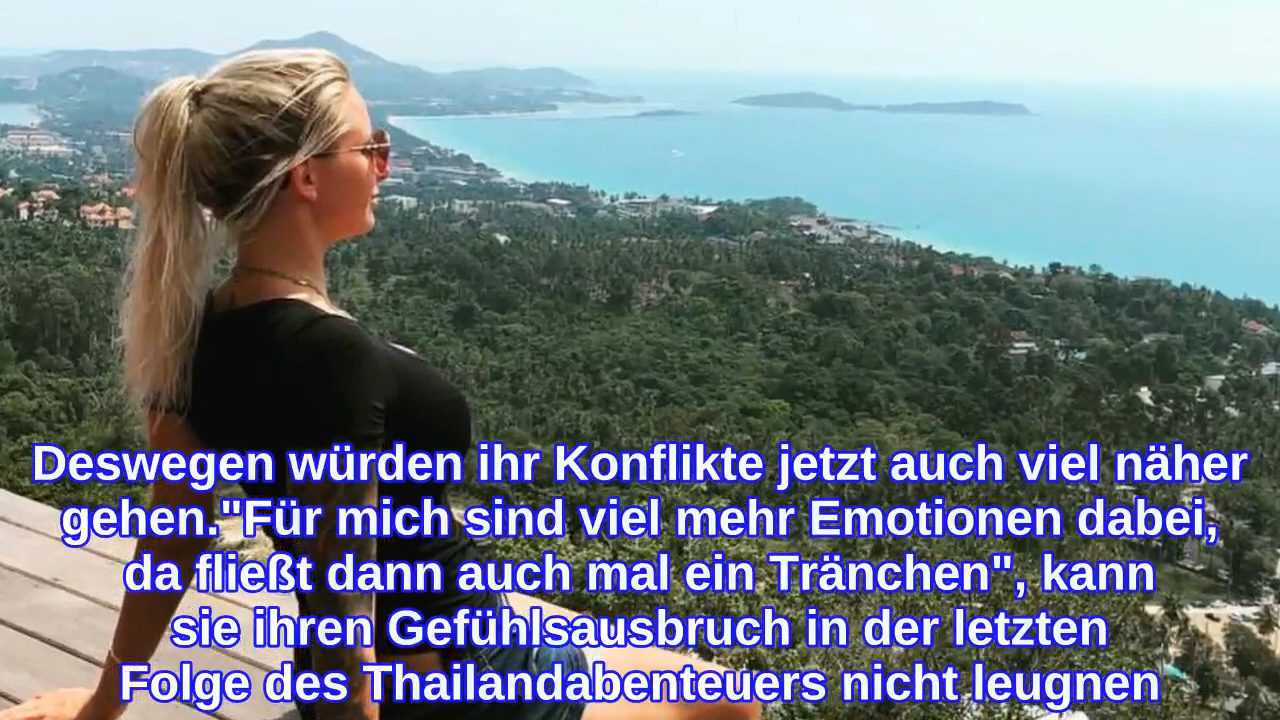 Deswegen würden ihr Konflikte jetzt auch viel näher
gehen."Für mich sind viel mehr Emotionen dabei,
da fließt dann auch mal ein Tränchen", kann
sie ihren Gefühlsausbruch in der letzten
Folge des Thailandabenteuers nicht leugnen